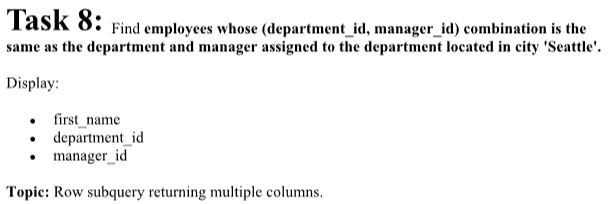 Task 8: Find employees whose (department_id, manager_id) combination is the
same as the department and manager assigned to the department located in city 'Seattle'.
Display:
• first_name
• department_id
• manager_id
Topic: Row subquery returning multiple columns.